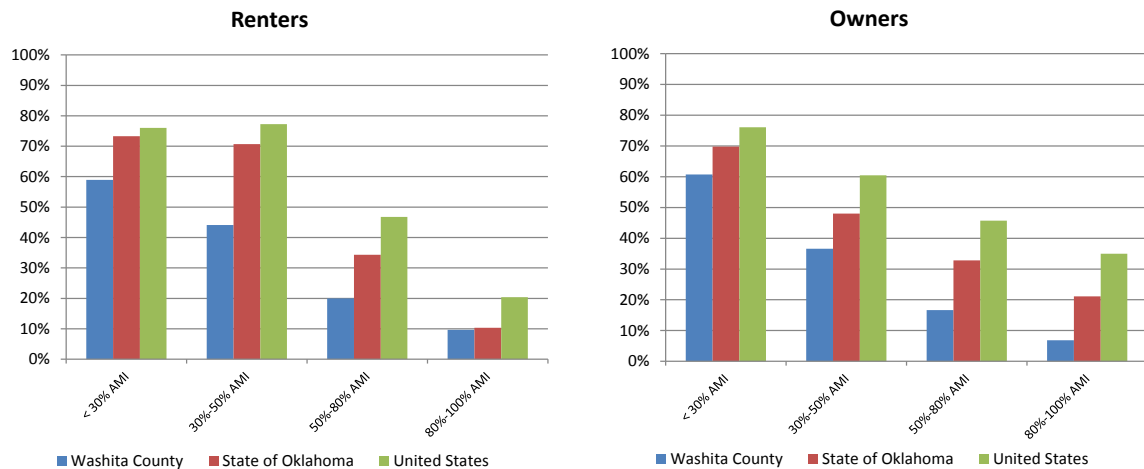 Renters
100%
90%
80%
70%
60%
50%
40%
30%
20%
10%
0%
< 30% AMI
30%-50% AMI
50%-80% AMI
80%-100% AMI
Washita County State of Oklahoma United States
Owners
100%
90%
80%
70%
60%
50%
40%
30%
20%
10%
0%
< 30% AMI
30%-50% AMI
50%-80% AMI
80%-100% AMI
Washita County State of Oklahoma United States